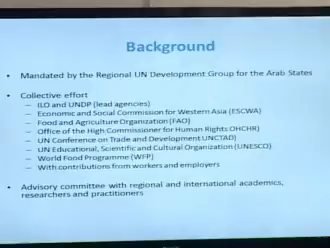 Background
• Mandated by the Regional UN Development Group for the Arab States
• Collective effort
– ILO and UNDP (lead agencies)
– Economic and Social Commission for Western Asia (ESCWA)
– Food and Agriculture Organization (FAO)
– Office of the High Commissioner for Human Rights OHCHR)
– UN Conference on Trade and Development UNCTAD)
– UN Educational, Scientific and Cultural Organization (UNESCO)
– World Food Programme (WFP)
– With contributions from workers and employers
• Advisory committee with regional and international academics,
researchers and practitioners